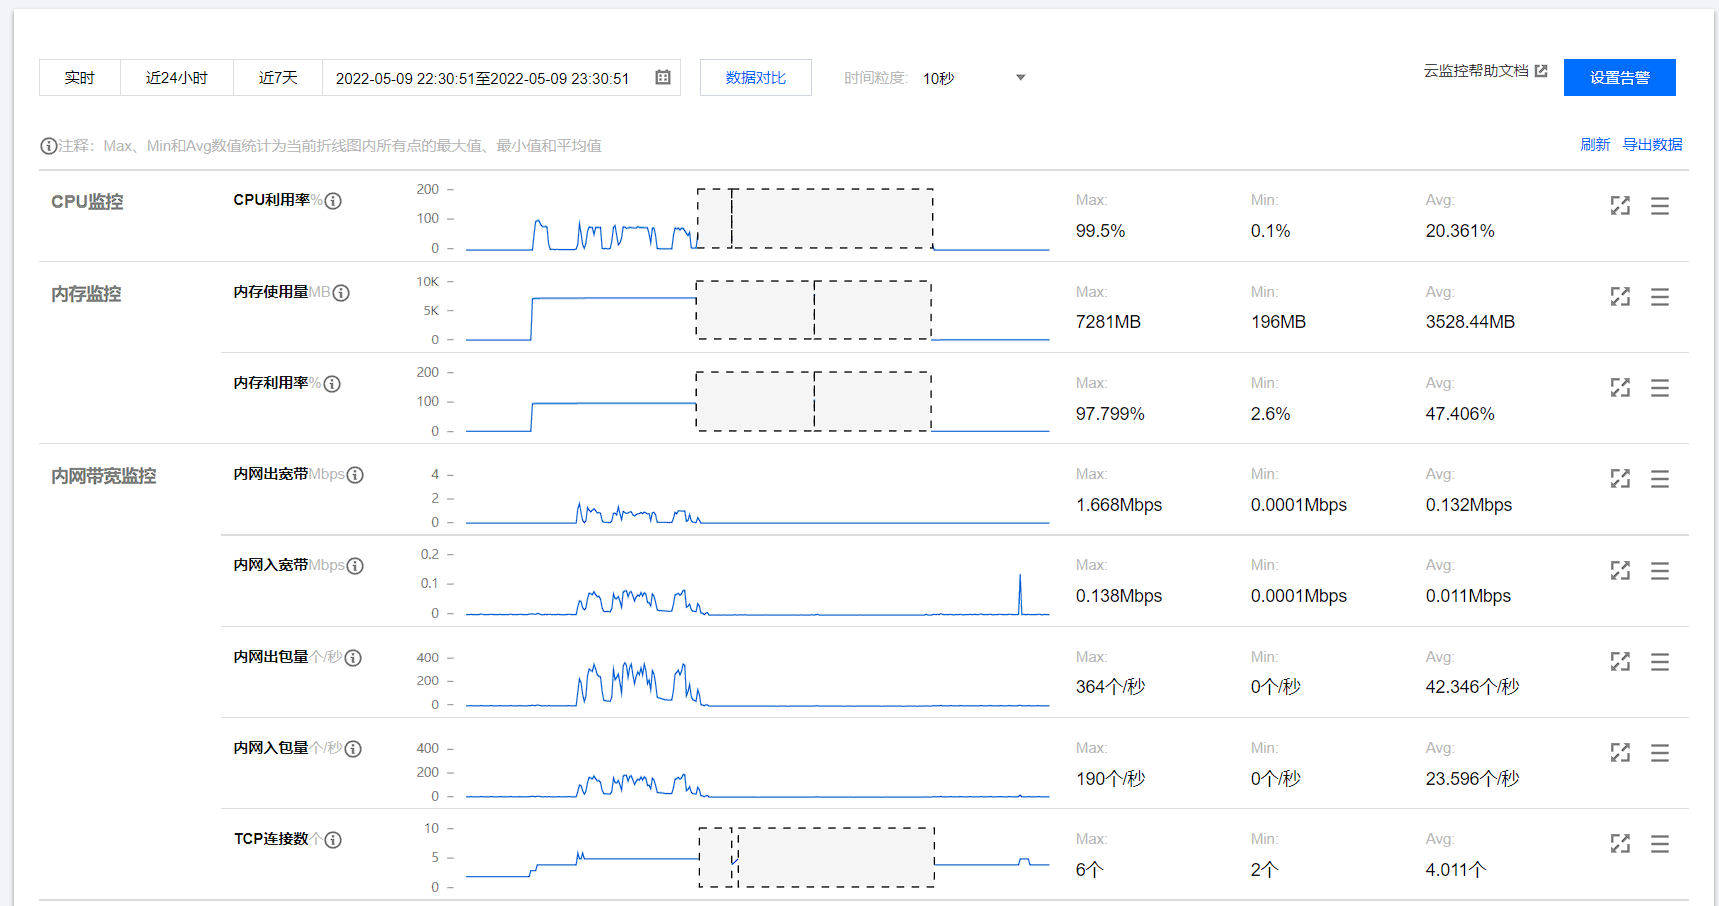 实时 近24小时 近7天 2022-05-09 22:30:51至2022-05-09 23:30:51 数据对比 时间粒度: 10秒 云监控帮助文档 设置告警
注释：Max、Min和Avg数值统计为当前折线图内所有点的最大值、最小值和平均值 刷新 导出数据
CPU监控 CPU利用率% 200 100 0 Max: 99.5% Min: 0.1% Avg: 20.361%
内存监控 内存使用量MB 10K 5K 0 Max: 7281MB Min: 196MB Avg: 3528.44MB
内存利用率% 200 100 0 Max: 97.799% Min: 2.6% Avg: 47.406%
内网带宽监控 内网出宽带Mbps 4 2 0 Max: 1.668Mbps Min: 0.0001Mbps Avg: 0.132Mbps
内网入宽带Mbps 0.2 0.1 0 Max: 0.138Mbps Min: 0.0001Mbps Avg: 0.011Mbps
内网出包量个/秒 400 200 0 Max: 364个/秒 Min: 0个/秒 Avg: 42.346个/秒
内网入包量个/秒 400 200 0 Max: 190个/秒 Min: 0个/秒 Avg: 23.596个/秒
TCP连接数个 10 5 0 Max: 6个 Min: 2个 Avg: 4.011个